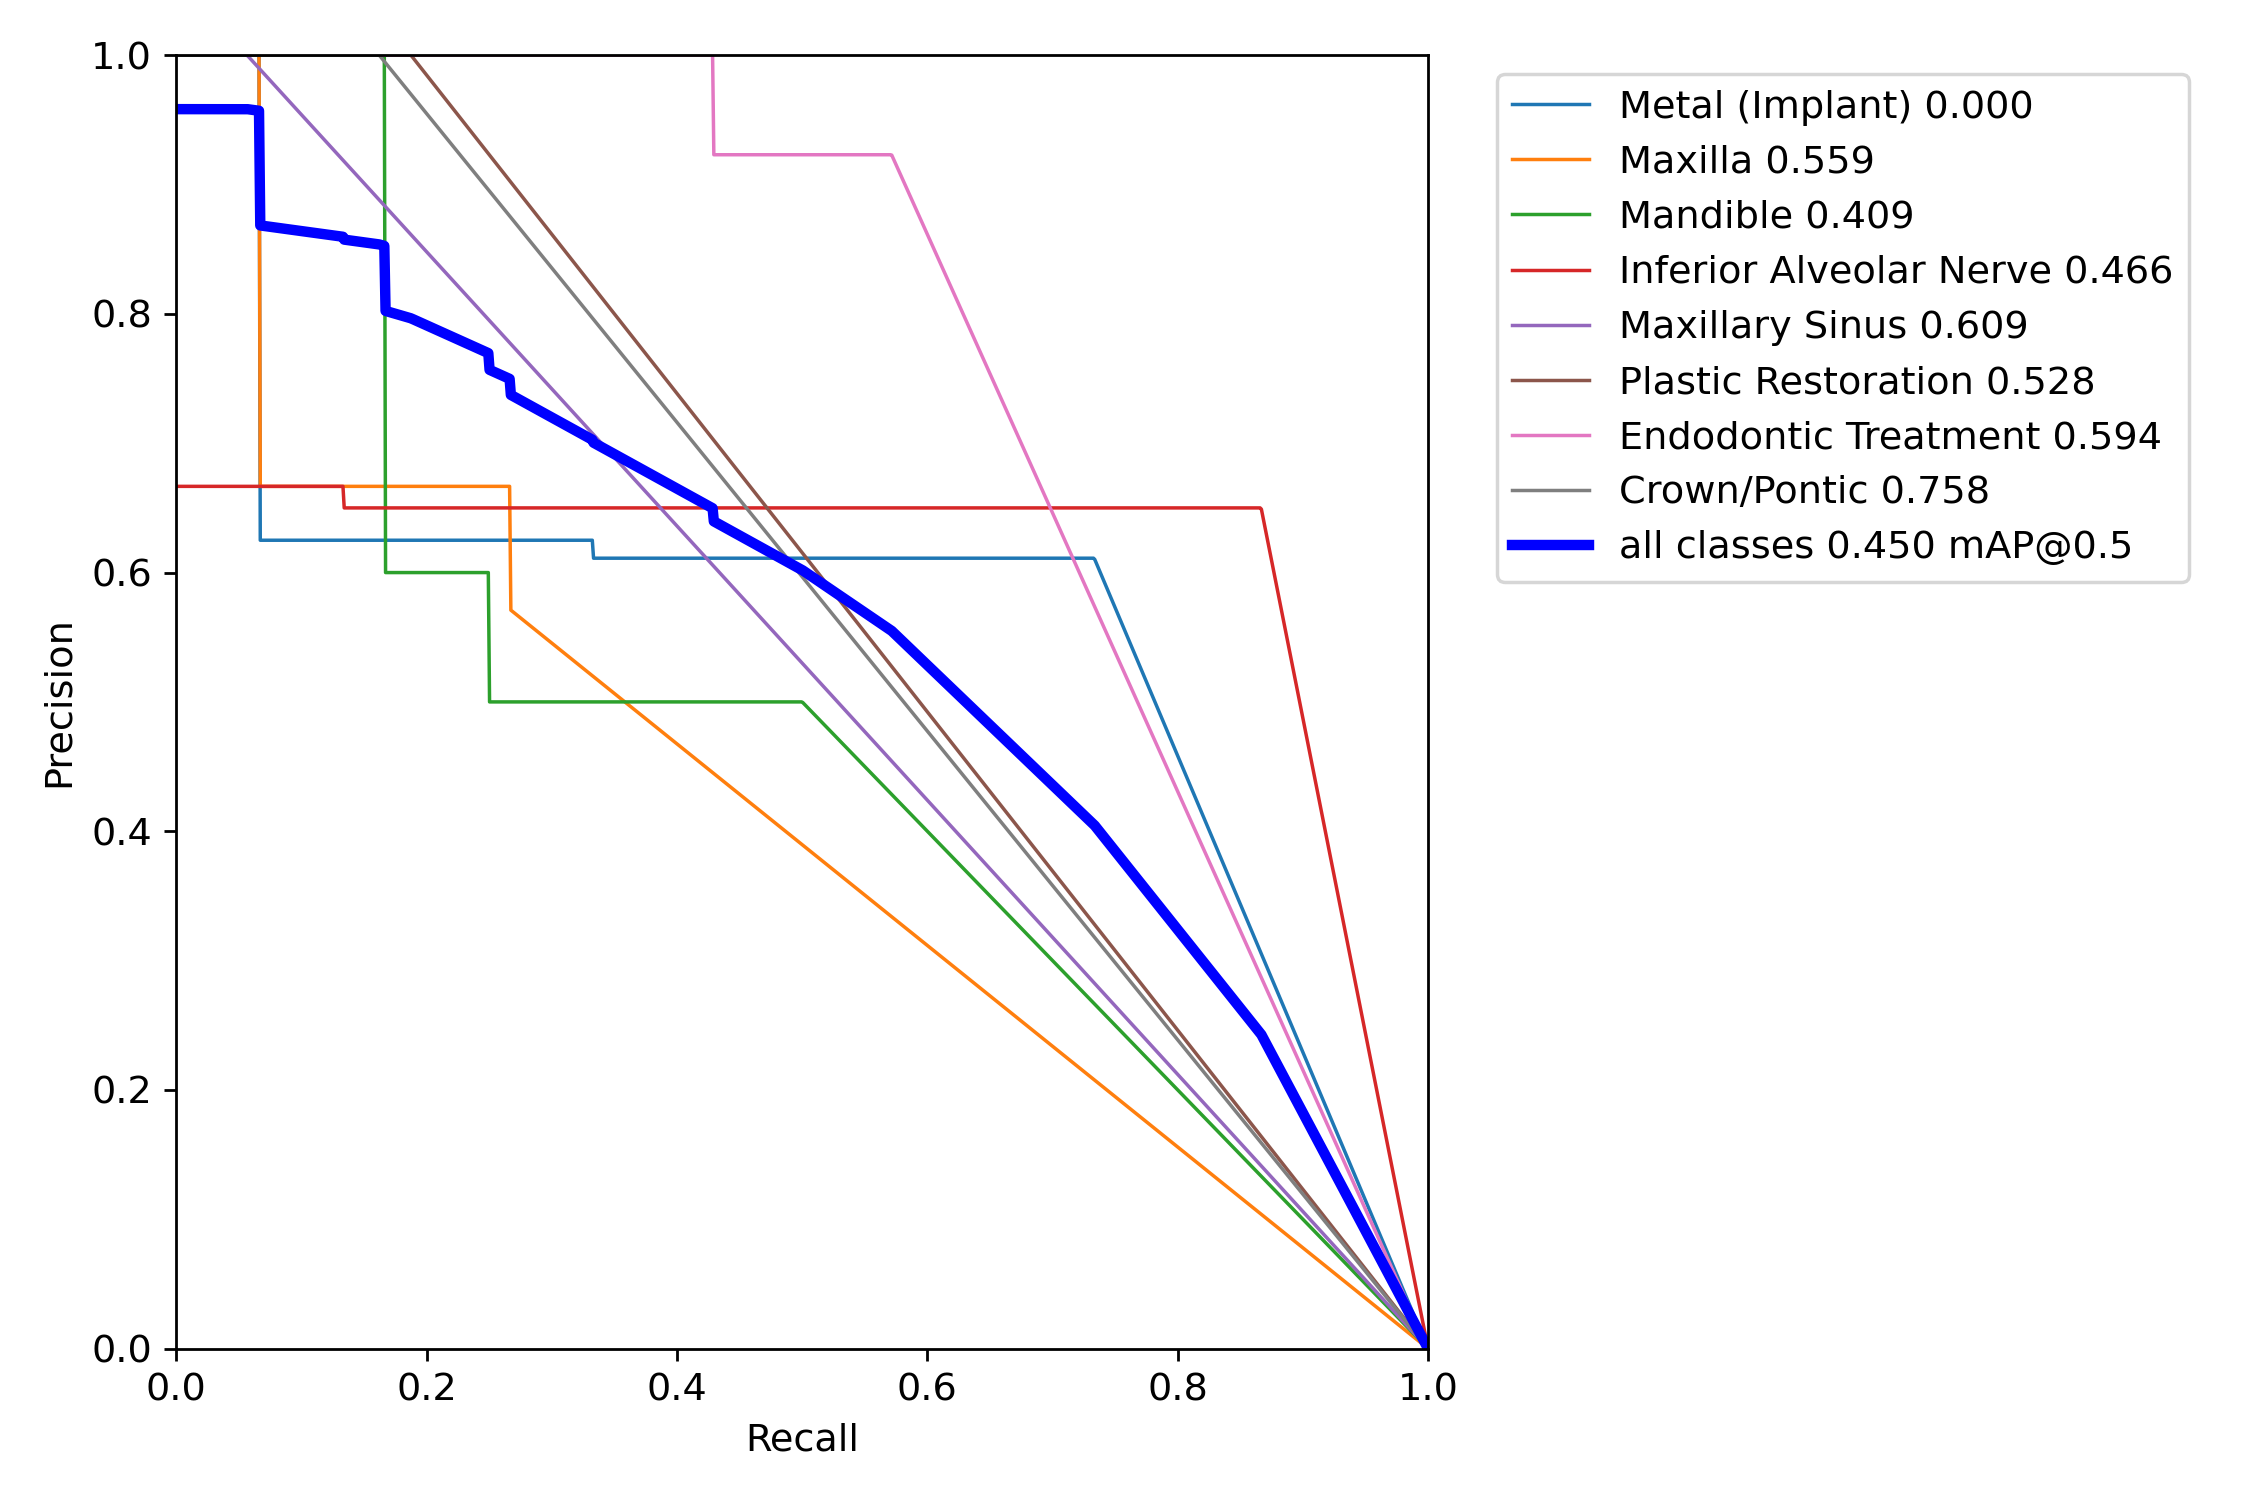 1.0
0.8
0.6
0.4
0.2
0.0
Precision
0.0 0.2 0.4 0.6 0.8 1.0
Recall
Metal (Implant) 0.000
Maxilla 0.559
Mandible 0.409
Inferior Alveolar Nerve 0.466
Maxillary Sinus 0.609
Plastic Restoration 0.528
Endodontic Treatment 0.594
Crown/Pontic 0.758
all classes 0.450 mAP@0.5